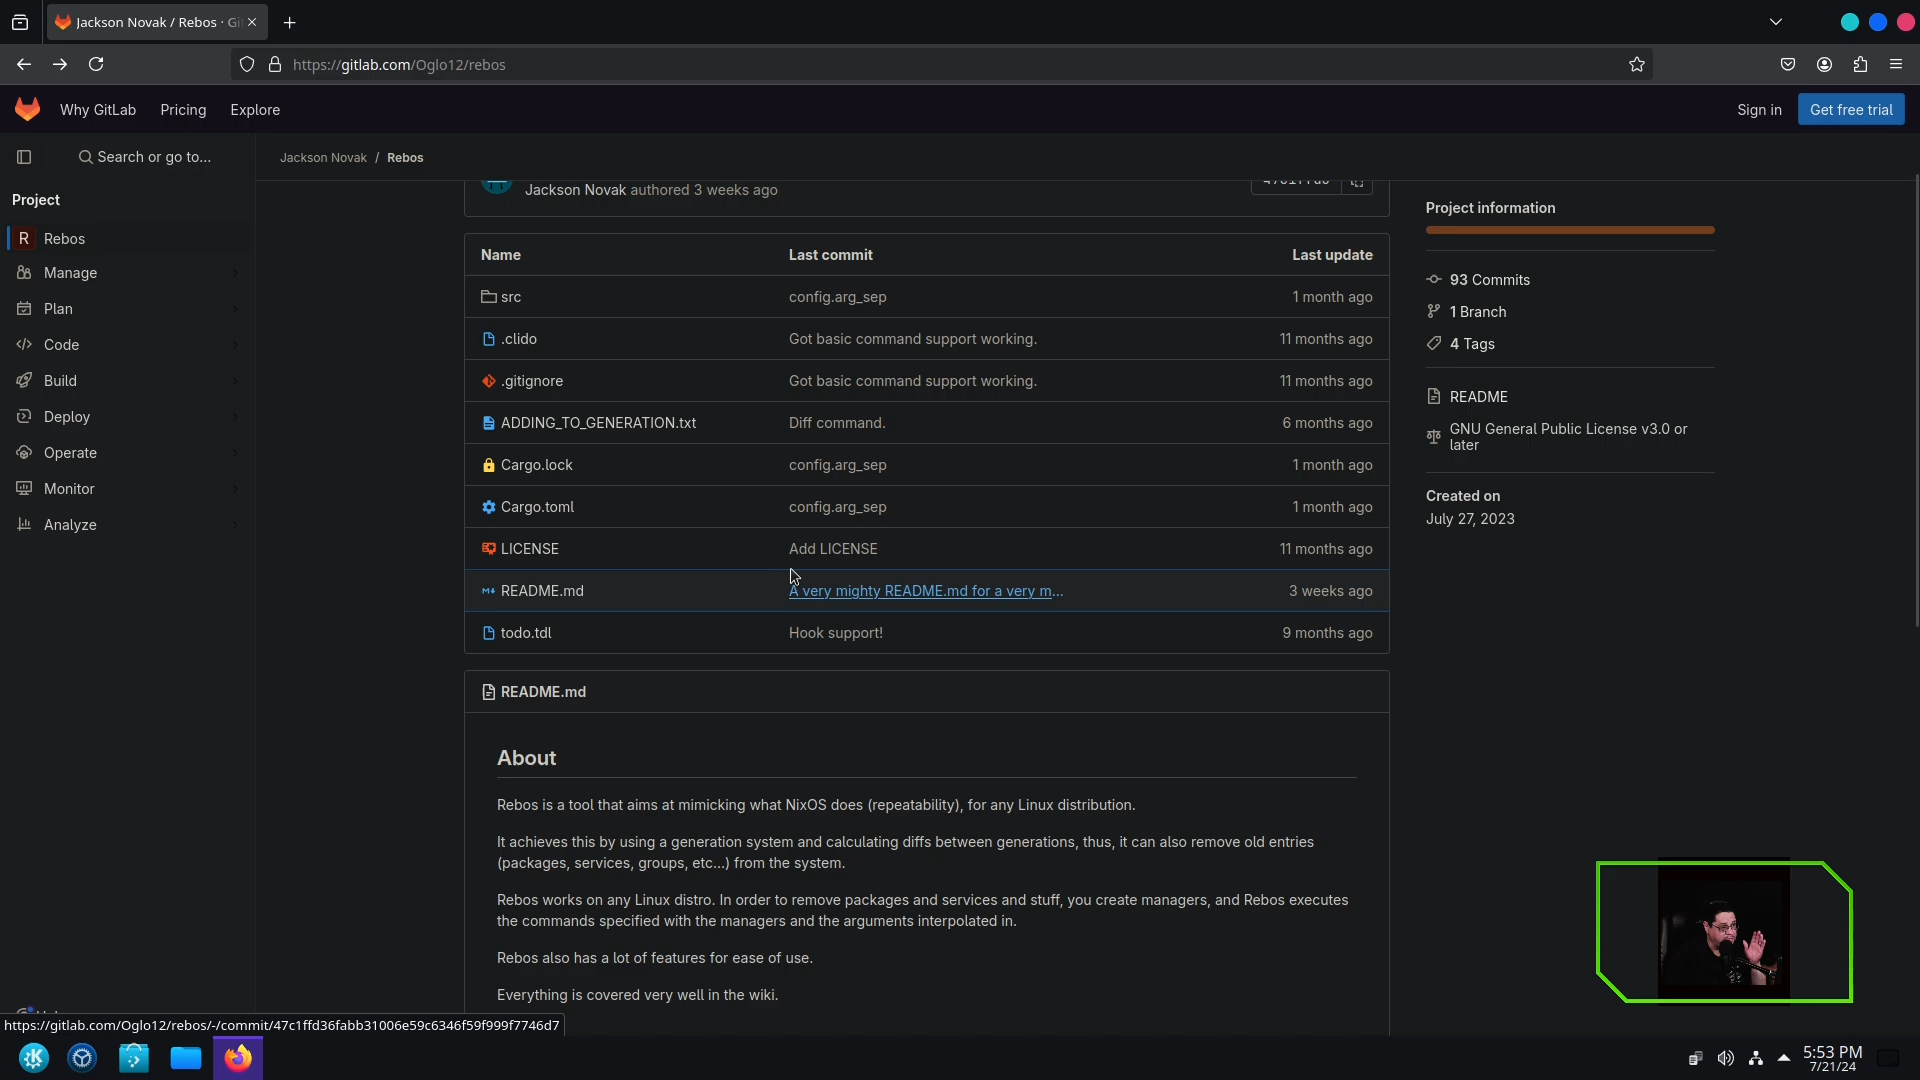 Jackson Novak / Rebos · Git
https://gitlab.com/Oglo12/rebos
Why GitLab
Pricing
Explore
Sign in
Get free trial
Search or go to...
Jackson Novak / Rebos
Project
R Rebos
Manage
Plan
Code
Build
Deploy
Operate
Monitor
Analyze
Jackson Novak authored 3 weeks ago
Name Last commit Last update
src config.arg_sep 1 month ago
.clido Got basic command support working. 11 months ago
.gitignore Got basic command support working. 11 months ago
ADDING_TO_GENERATION.txt Diff command. 6 months ago
Cargo.lock config.arg_sep 1 month ago
Cargo.toml config.arg_sep 1 month ago
LICENSE Add LICENSE 11 months ago
README.md A very mighty README.md for a very m... 3 weeks ago
todo.tdl Hook support! 9 months ago
README.md
About
Rebos is a tool that aims at mimicking what NixOS does (repeatability), for any Linux distribution.
It achieves this by using a generation system and calculating diffs between generations, thus, it can also remove old entries
(packages, services, groups, etc...) from the system.
Rebos works on any Linux distro. In order to remove packages and services and stuff, you create managers, and Rebos executes
the commands specified with the managers and the arguments interpolated in.
Rebos also has a lot of features for ease of use.
Everything is covered very well in the wiki.
Project information
93 Commits
1 Branch
4 Tags
README
GNU General Public License v3.0 or
later
Created on
July 27, 2023
https://gitlab.com/Oglo12/rebos/-/commit/47c1ffd36fabb31006e59c6346f59f999f7746d7
5:53 PM
7/21/24